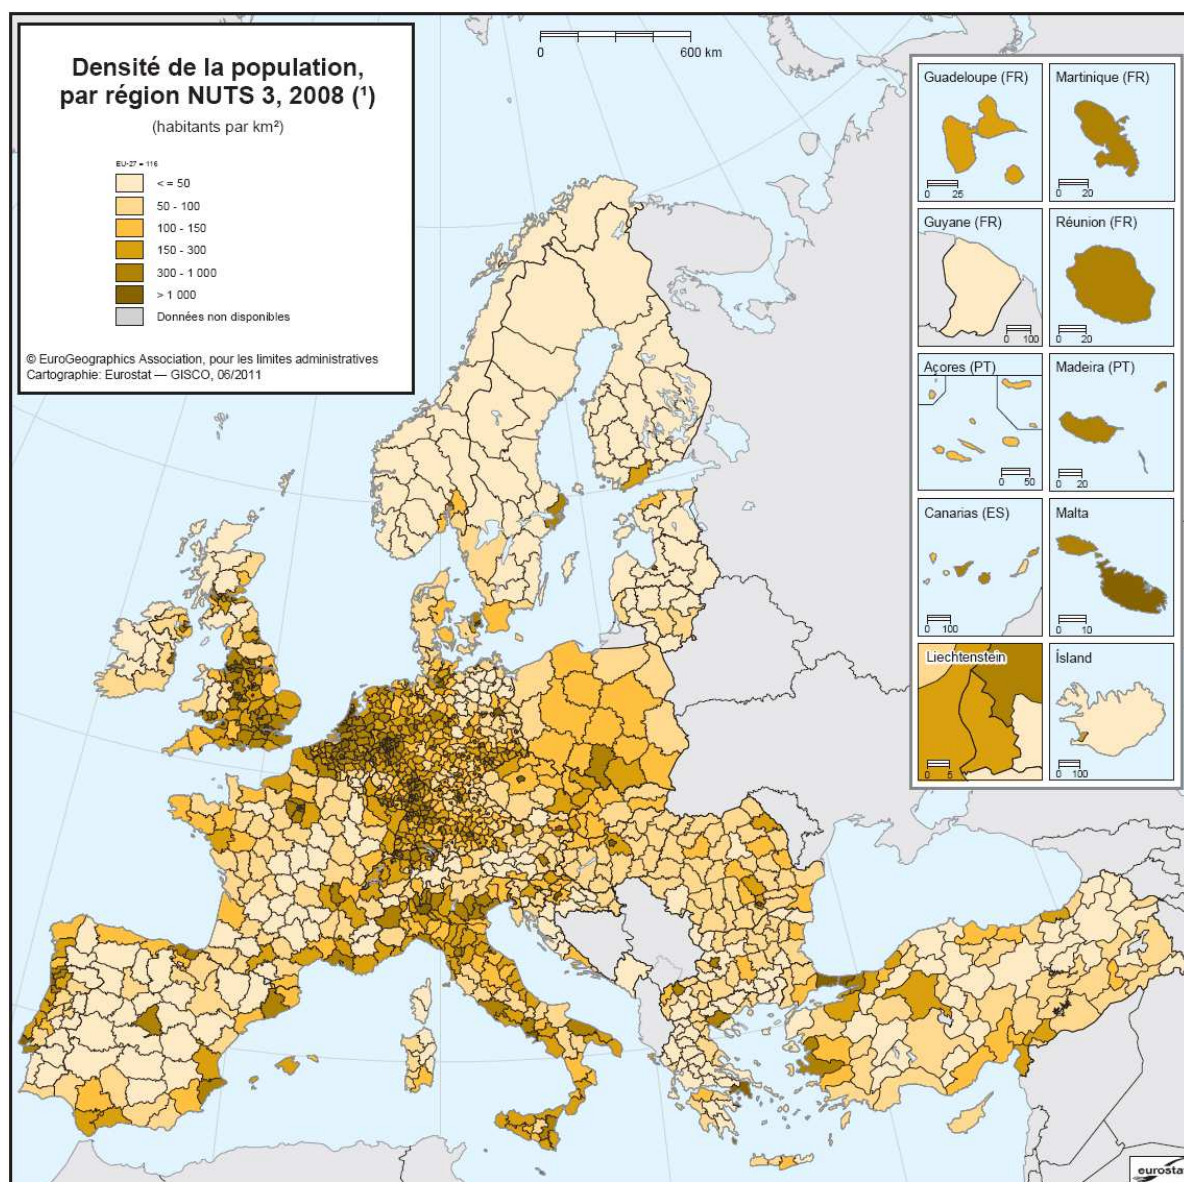 Densité de la population,
par région NUTS 3, 2008 (¹)
(habitants par km²)
EU-27 = 116
< = 50
50 - 100
100 - 150
150 - 300
300 - 1 000
> 1 000
Données non disponibles
© EuroGeographics Association, pour les limites administratives
Cartographie: Eurostat — GISCO, 06/2011
0 600 km
Guadeloupe (FR)
0 25
Martinique (FR)
0 20
Guyane (FR)
0 100
Réunion (FR)
0 20
Açores (PT)
0 50
Madeira (PT)
0 20
Canarias (ES)
0 100
Malta
0 10
Liechtenstein
0 5
Ísland
0 100
eurostat